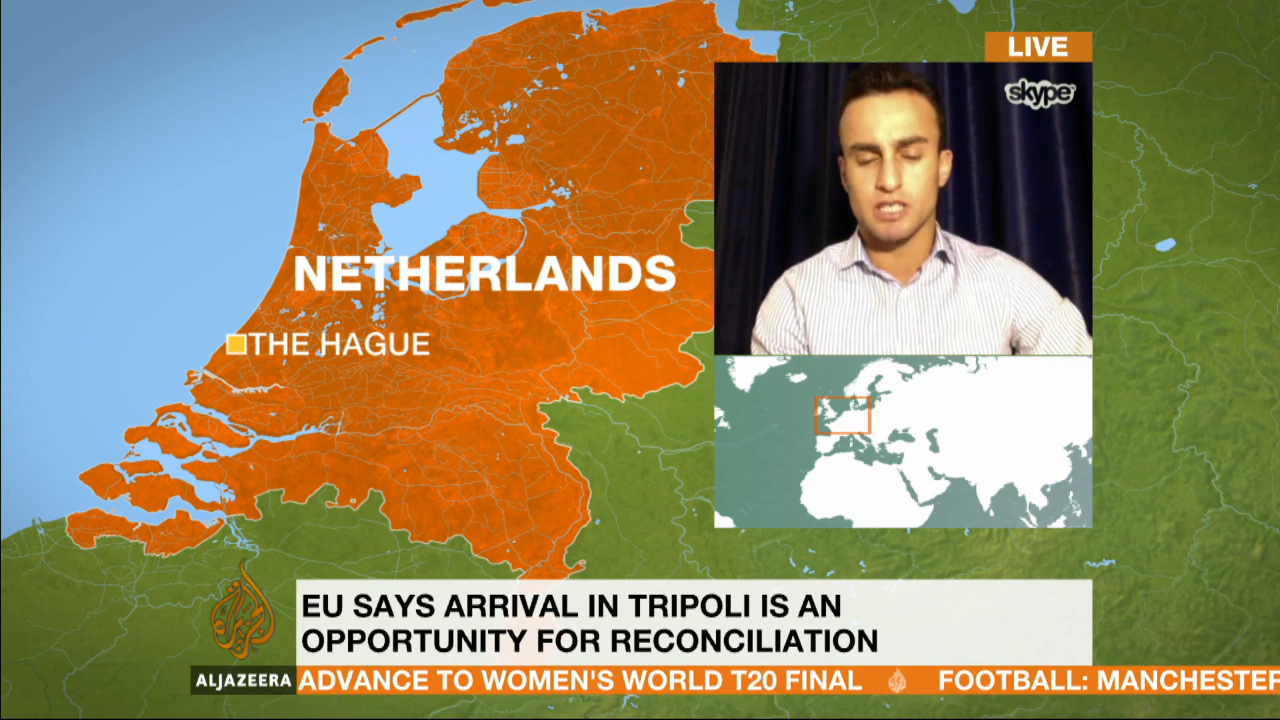 LIVE
skype
NETHERLANDS
THE HAGUE
EU SAYS ARRIVAL IN TRIPOLI IS AN
OPPORTUNITY FOR RECONCILIATION
الجزيرة
ALJAZEERA
ADVANCE TO WOMEN'S WORLD T20 FINAL FOOTBALL: MANCHESTER